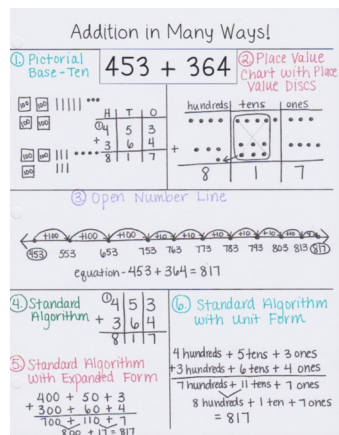 Addition in Many Ways!
① Pictorial
Base-Ten
453 + 364
② Place Value
Chart with Place
Value DISCS
100 100
100 100
100 100
100
H T O
① 4 5 3
+ 3 6 4
8 1 7
hundreds tens ones
+
8 1 7
③ Open Number Line
+100 +100 +100 +10 +10 +10 +10 +10 +10
453 553 653 753 763 773 783 793 803 813 817
equation - 453 + 364 = 817
④ Standard
Algorithm
① 4 5 3
+ 3 6 4
8 1 7
⑤ Standard Algorithm
with Expanded Form
400 + 50 + 3
+ 300 + 60 + 4
700 + 110 + 7
800 + 17 = 817
⑥ Standard Algorithm
with Unit Form
4 hundreds + 5 tens + 3 ones
+3 hundreds + 6 tens + 4 ones
7 hundreds + 11 tens + 7 ones
8 hundreds + 1 ten + 7 ones
= 817